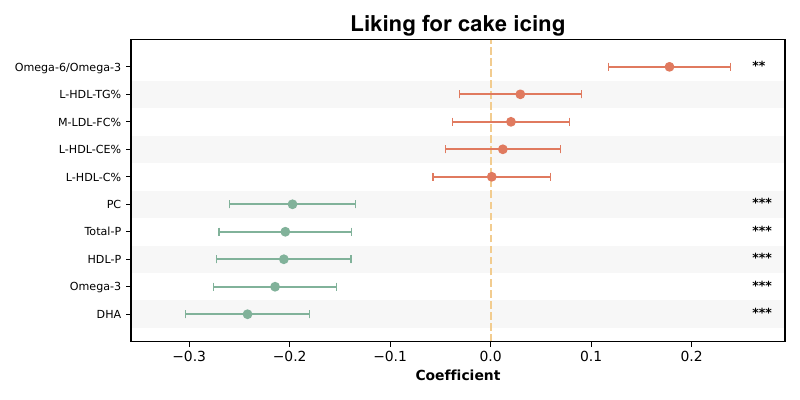 Liking for cake icing
Omega-6/Omega-3 **
L-HDL-TG%
M-LDL-FC%
L-HDL-CE%
L-HDL-C%
PC ***
Total-P ***
HDL-P ***
Omega-3 ***
DHA ***
−0.3 −0.2 −0.1 0.0 0.1 0.2
Coefficient